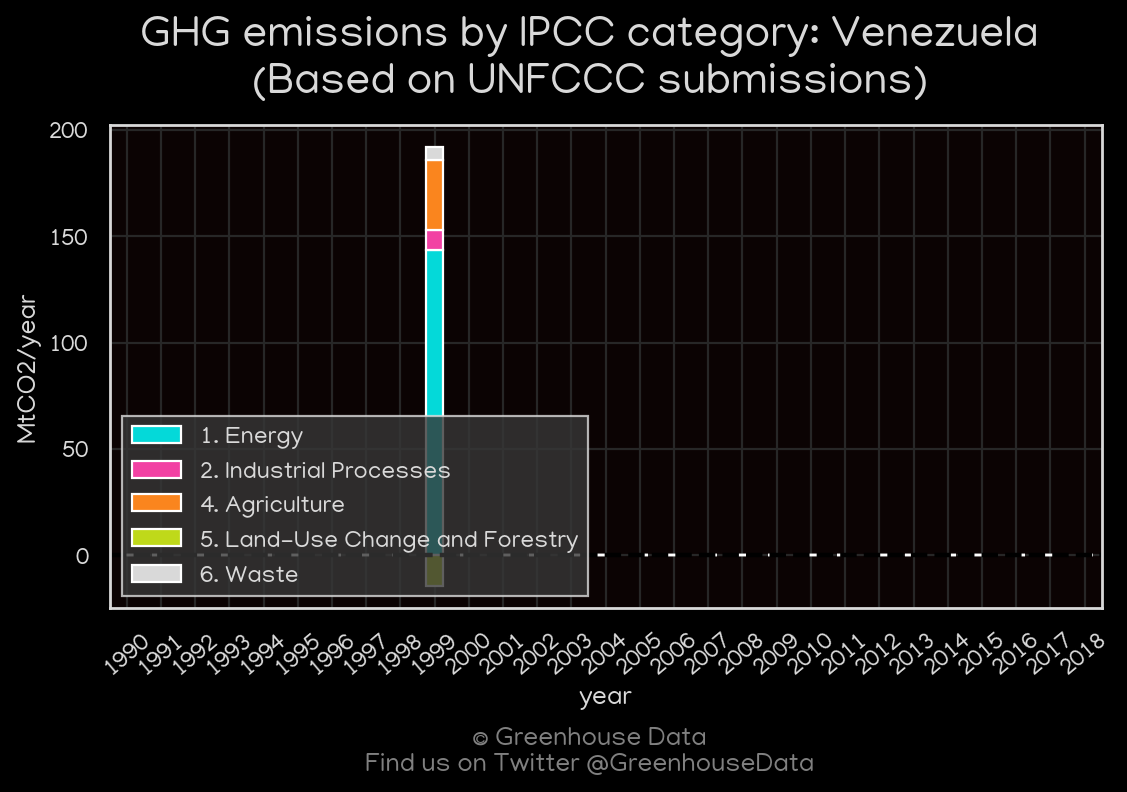 GHG emissions by IPCC category: Venezuela
(Based on UNFCCC submissions)
200
150
100
50
0
MtCO2/year
1. Energy
2. Industrial Processes
4. Agriculture
5. Land-Use Change and Forestry
6. Waste
1990 1991 1992 1993 1994 1995 1996 1997 1998 1999 2000 2001 2002 2003 2004 2005 2006 2007 2008 2009 2010 2011 2012 2013 2014 2015 2016 2017 2018
year
© Greenhouse Data
Find us on Twitter @GreenhouseData